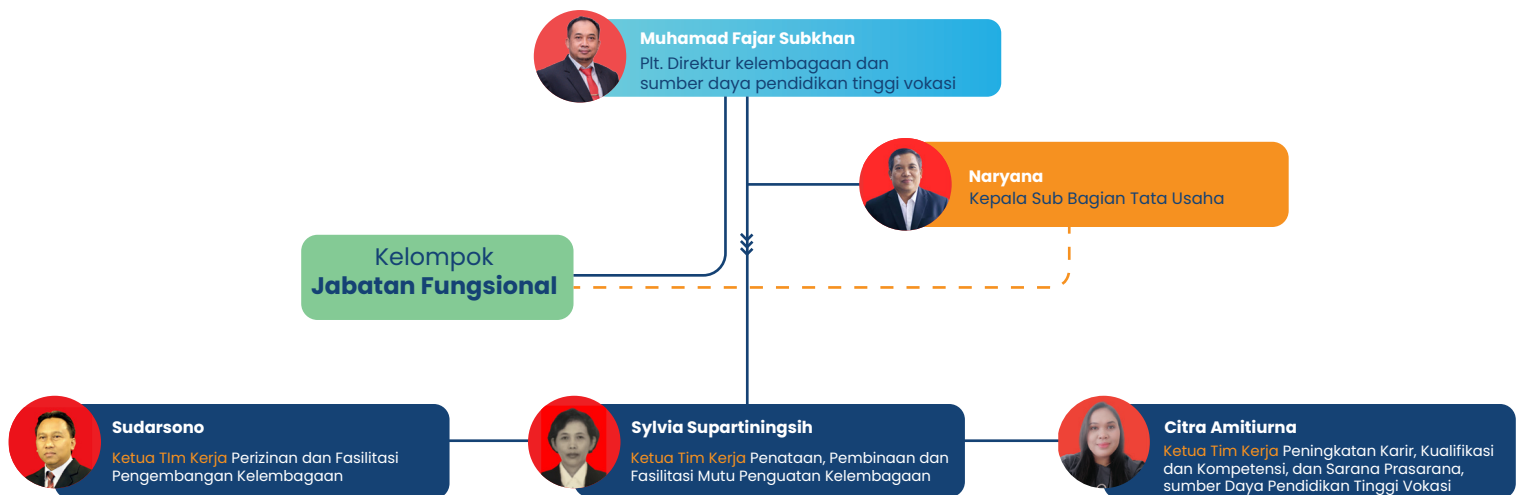 Muhamad Fajar Subkhan
Plt. Direktur kelembagaan dan
sumber daya pendidikan tinggi vokasi
Naryana
Kepala Sub Bagian Tata Usaha
Kelompok
Jabatan Fungsional
Sudarsono
Ketua TIm Kerja Perizinan dan Fasilitasi
Pengembangan Kelembagaan
Sylvia Supartiningsih
Ketua Tim Kerja Penataan, Pembinaan dan
Fasilitasi Mutu Penguatan Kelembagaan
Citra Amitiurna
Ketua Tim Kerja Peningkatan Karir, Kualifikasi
dan Kompetensi, dan Sarana Prasarana,
sumber Daya Pendidikan Tinggi Vokasi